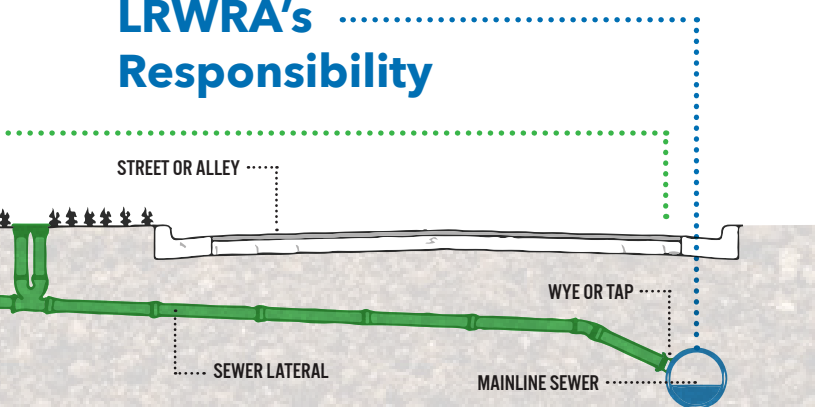 LRWRA's
Responsibility
STREET OR ALLEY
WYE OR TAP
SEWER LATERAL
MAINLINE SEWER